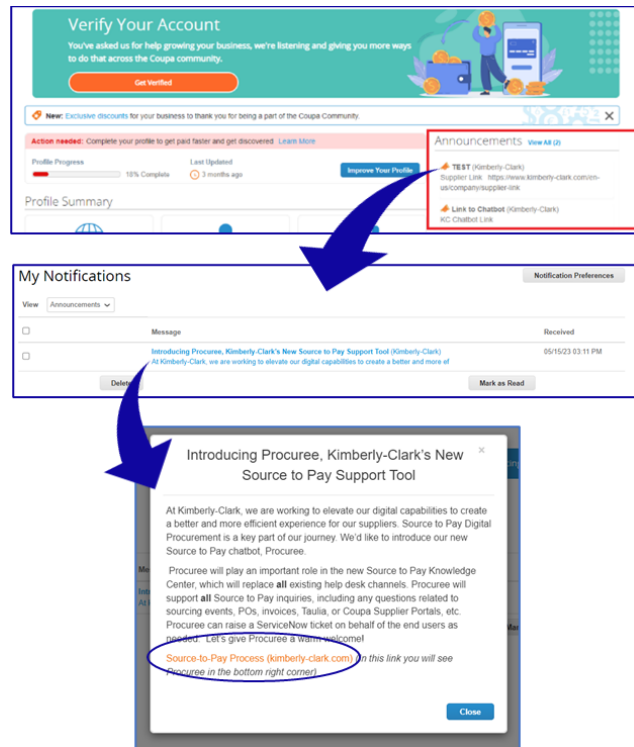 Verify Your Account
You've asked us for help growing your business, we're listening and giving you more ways
to do that across the Coupa community.
Get Verified
New: Exclusive discounts for your business to thank you for being a part of the Coupa Community.
Action needed: Complete your profile to get paid faster and get discovered Learn More
Profile Progress
18% Complete
Last Updated
3 months ago
Improve Your Profile
Profile Summary
Announcements View All (2)
TEST (Kimberly-Clark)
Supplier Link https://www.kimberly-clark.com/en-
us/company/supplier-link
Link to Chatbot (Kimberly-Clark)
KC Chatbot Link
My Notifications
Notification Preferences
View Announcements
Message Received
Introducing Procuree, Kimberly-Clark's New Source to Pay Support Tool (Kimberly-Clark) 05/15/23 03:11 PM
At Kimberly-Clark, we are working to elevate our digital capabilities to create a better and more ef
Delete
Mark as Read
Introducing Procuree, Kimberly-Clark's New
Source to Pay Support Tool
At Kimberly-Clark, we are working to elevate our digital capabilities to create
a better and more efficient experience for our suppliers. Source to Pay Digital
Procurement is a key part of our journey. We'd like to introduce our new
Source to Pay chatbot, Procuree.
Procuree will play an important role in the new Source to Pay Knowledge
Center, which will replace all existing help desk channels. Procuree will
support all Source to Pay inquiries, including any questions related to
sourcing events, POs, invoices, Taulia, or Coupa Supplier Portals, etc.
Procuree can raise a ServiceNow ticket on behalf of the end users as
needed. Let's give Procuree a warm welcome!
Source-to-Pay Process (kimberly-clark.com) (in this link you will see
Procuree in the bottom right corner)
Close